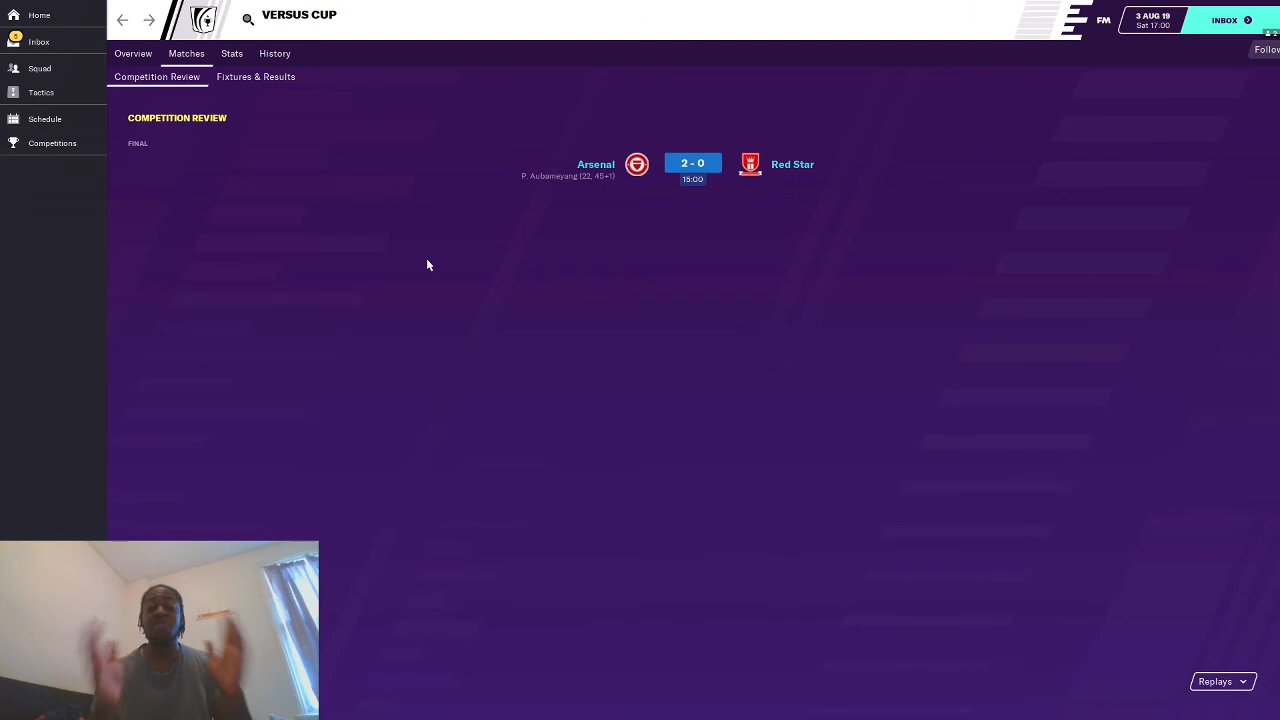 Home
Inbox
Squad
Tactics
Schedule
Competitions
VERSUS CUP
FM
3 AUG 19
Sat 17:00
INBOX
2
Follow
Overview Matches Stats History
Competition Review Fixtures & Results
COMPETITION REVIEW
FINAL
Arsenal 2 - 0 Red Star
P. Aubameyang (22, 45+1)
15:00
Replays